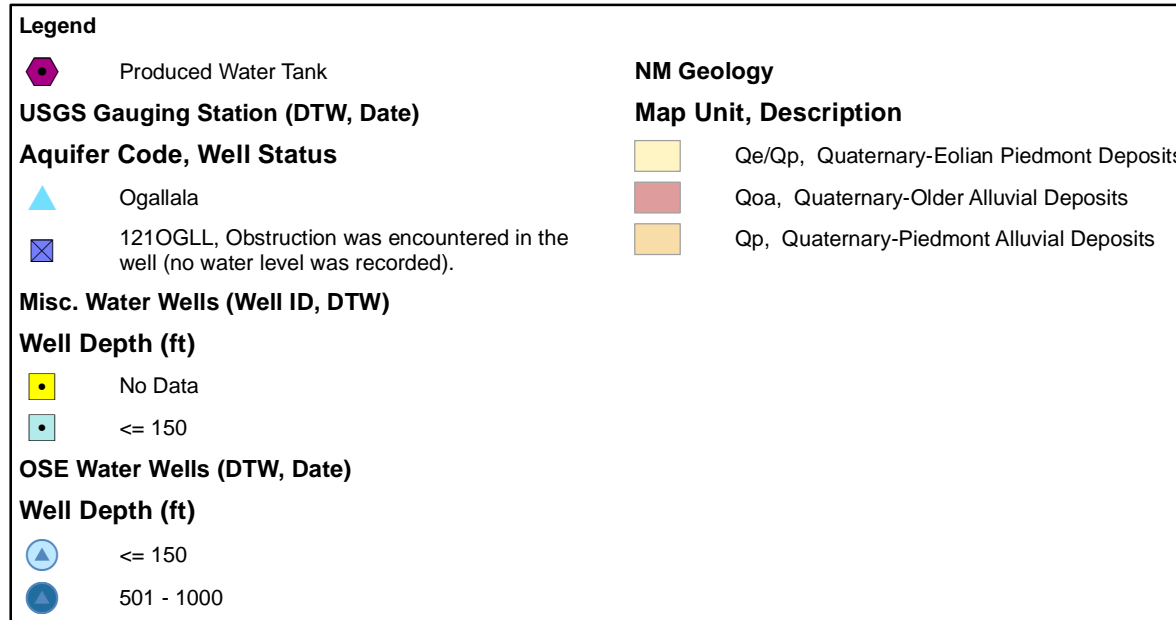 Legend
Produced Water Tank
USGS Gauging Station (DTW, Date)
Aquifer Code, Well Status
Ogallala
121OGLL, Obstruction was encountered in the
well (no water level was recorded).
Misc. Water Wells (Well ID, DTW)
Well Depth (ft)
No Data
<= 150
OSE Water Wells (DTW, Date)
Well Depth (ft)
<= 150
501 - 1000
NM Geology
Map Unit, Description
Qe/Qp, Quaternary-Eolian Piedmont Deposits
Qoa, Quaternary-Older Alluvial Deposits
Qp, Quaternary-Piedmont Alluvial Deposits